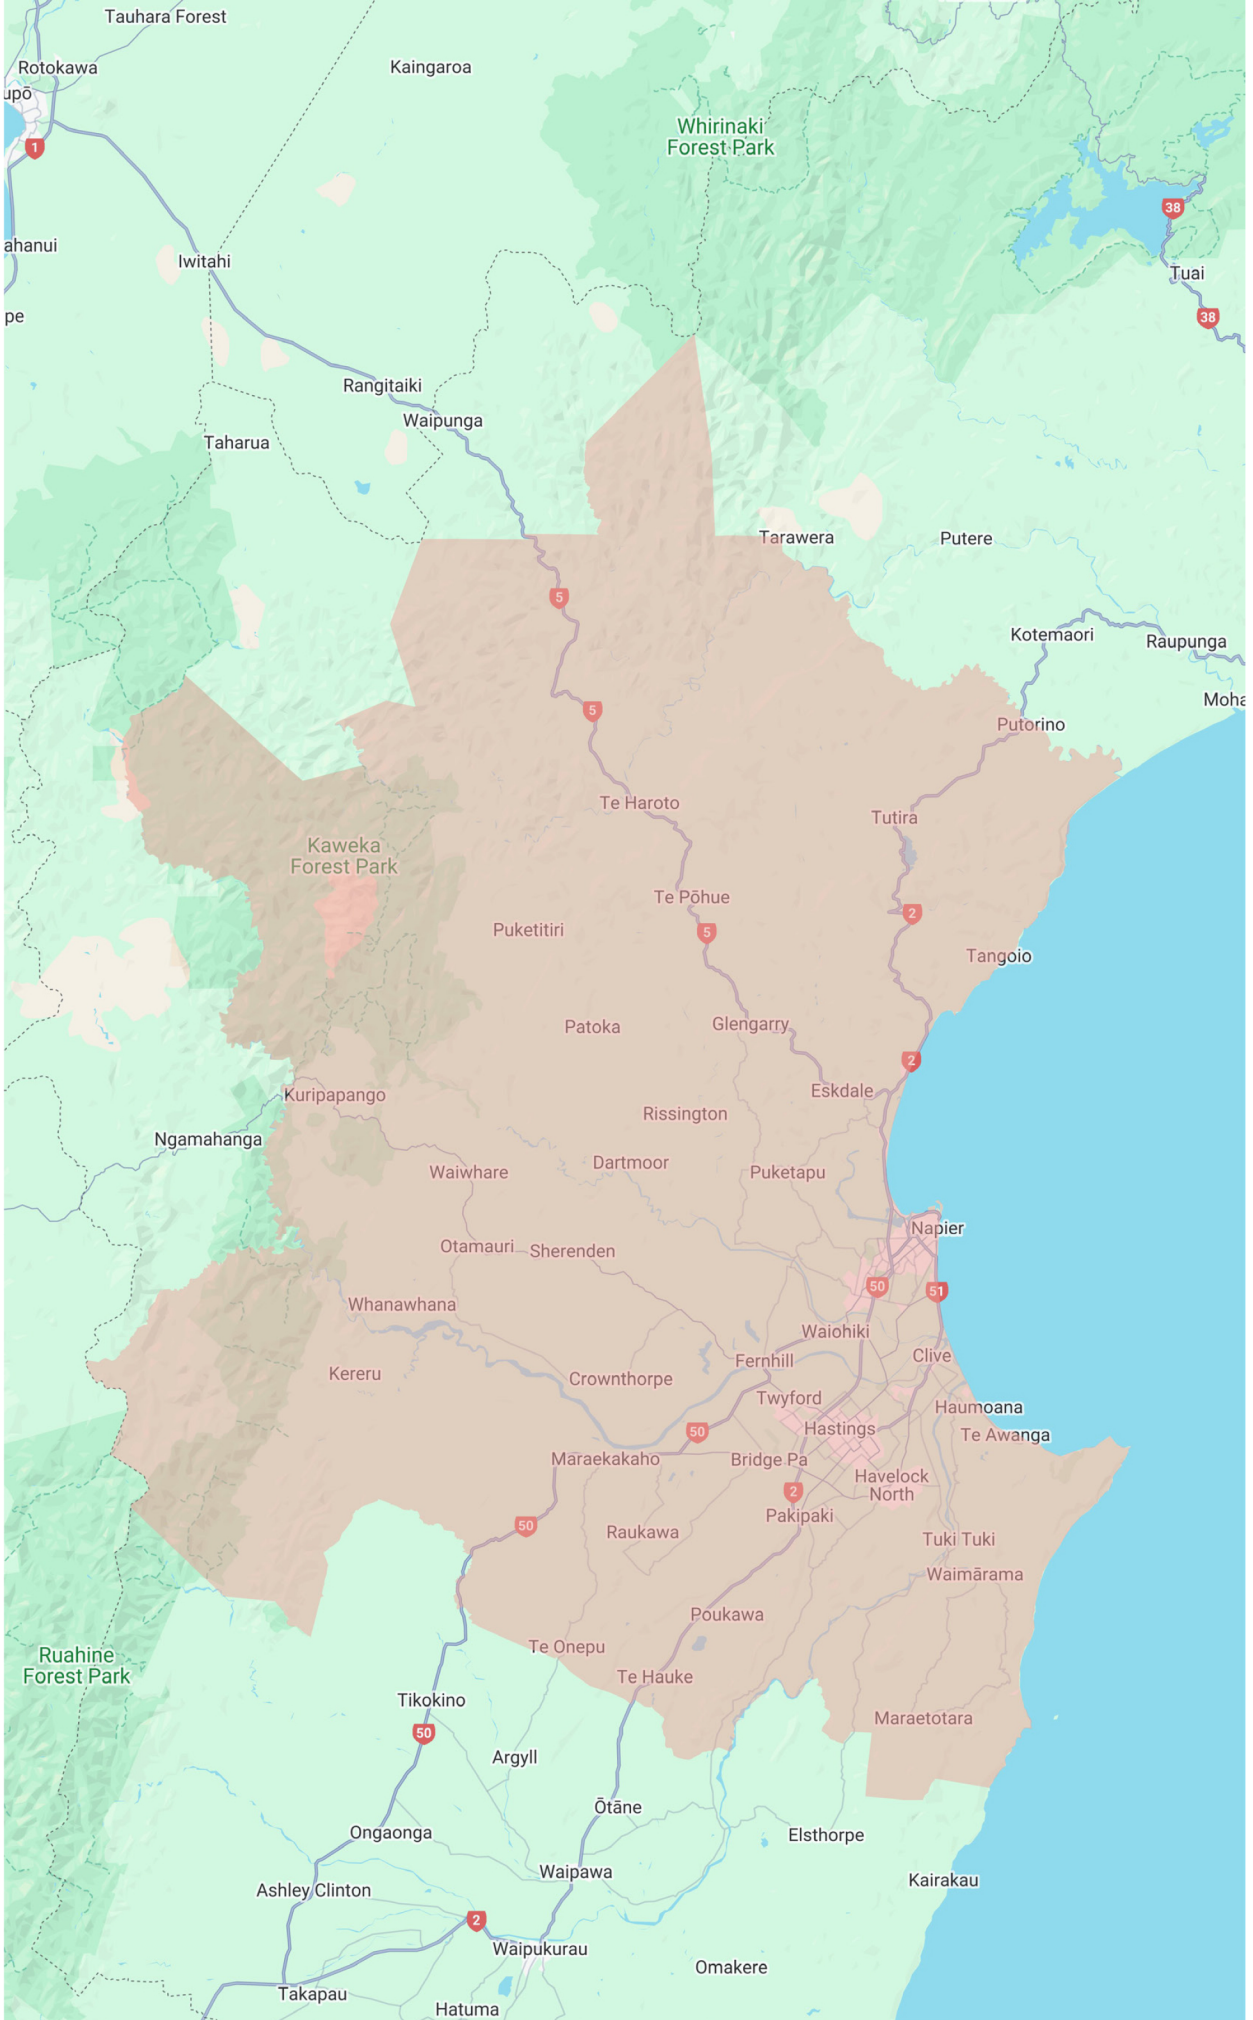 Tauhara Forest
Rotokawa
Kaingaroa
upō
Whirinaki
Forest Park
1
38
ahanui
Iwitahi
Tuai
pe
38
Rangitaiki
Waipunga
Taharua
Tarawera
Putere
5
Kotemaori
Raupunga
Moha
5
Putorino
Te Haroto
Tutira
Kaweka
Forest Park
Te Pōhue
2
Puketitiri
5
Tangoio
Patoka
Glengarry
2
Eskdale
Kuripapango
Rissington
Ngamahanga
Dartmoor
Waiwhare
Puketapu
Napier
Otamauri
Sherenden
50
51
Whanawhana
Waiohiki
Clive
Fernhill
Kereru
Crownthorpe
Twyford
Haumoana
Hastings
50
Te Awanga
Maraekakaho
Bridge Pa
Havelock
North
2
Pakipaki
50
Raukawa
Tuki Tuki
Waimārama
Poukawa
Te Onepu
Ruahine
Forest Park
Te Hauke
Tikokino
Maraetotara
50
Argyll
Ōtāne
Ongaonga
Elsthorpe
Waipawa
Kairakau
Ashley Clinton
2
Waipukurau
Omakere
Takapau
Hatuma